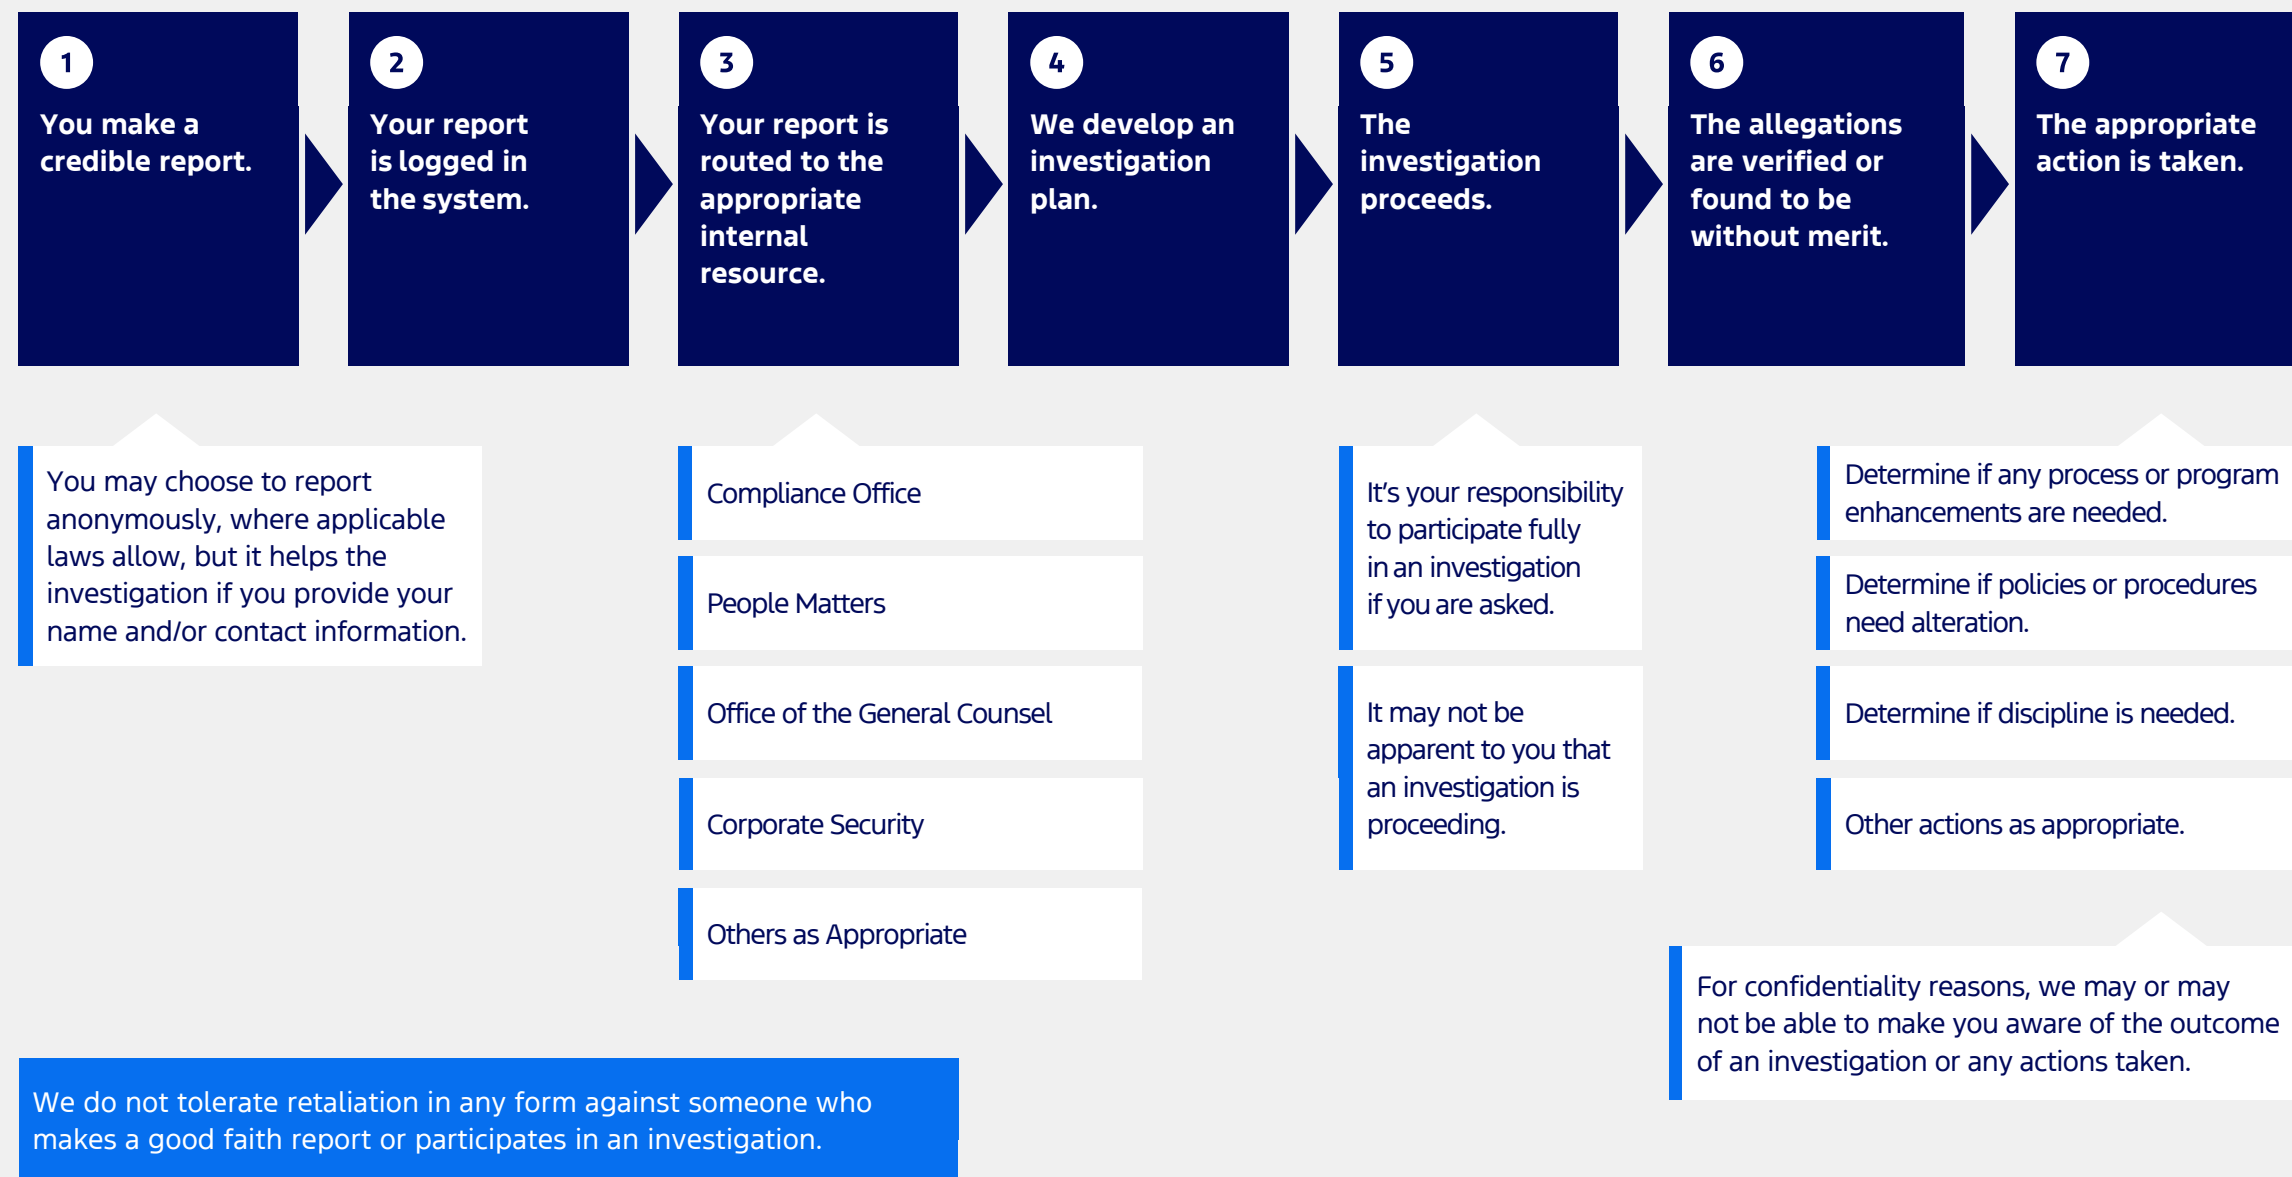 1
You make a
credible report.
2
Your report
is logged in
the system.
3
Your report is
routed to the
appropriate
internal
resource.
4
We develop an
investigation
plan.
5
The
investigation
proceeds.
6
The allegations
are verified or
found to be
without merit.
7
The appropriate
action is taken.
You may choose to report
anonymously, where applicable
laws allow, but it helps the
investigation if you provide your
name and/or contact information.
Compliance Office
People Matters
Office of the General Counsel
Corporate Security
Others as Appropriate
It’s your responsibility
to participate fully
in an investigation
if you are asked.
It may not be
apparent to you that
an investigation is
proceeding.
Determine if any process or program
enhancements are needed.
Determine if policies or procedures
need alteration.
Determine if discipline is needed.
Other actions as appropriate.
For confidentiality reasons, we may or may
not be able to make you aware of the outcome
of an investigation or any actions taken.
We do not tolerate retaliation in any form against someone who
makes a good faith report or participates in an investigation.